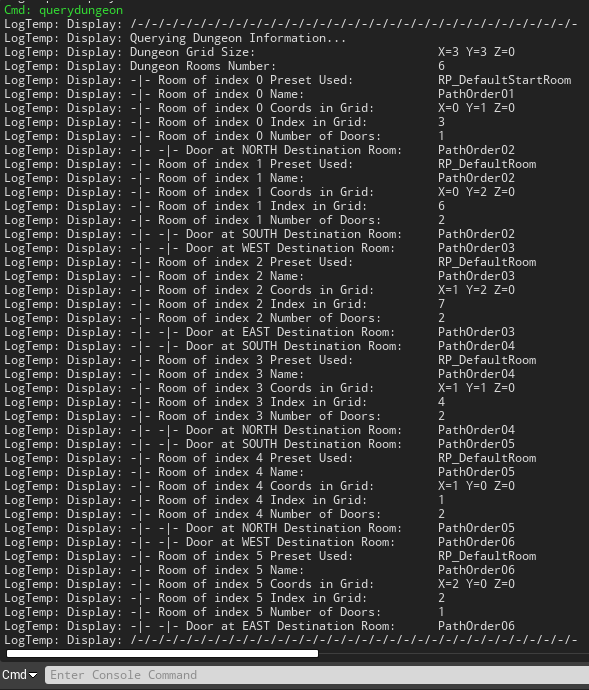 Cmd: querydungeon
LogTemp: Display: /-/-/-/-/-/-/-/-/-/-/-/-/-/-/-/-/-/-/-/-/-/-/-/-/-/-/-/-/-/-/-/-
LogTemp: Display: Querying Dungeon Information...
LogTemp: Display: Dungeon Grid Size: X=3 Y=3 Z=0
LogTemp: Display: Dungeon Rooms Number: 6
LogTemp: Display: -|- Room of index 0 Preset Used: RP_DefaultStartRoom
LogTemp: Display: -|- Room of index 0 Name: PathOrder01
LogTemp: Display: -|- Room of index 0 Coords in Grid: X=0 Y=1 Z=0
LogTemp: Display: -|- Room of index 0 Index in Grid: 3
LogTemp: Display: -|- Room of index 0 Number of Doors: 1
LogTemp: Display: -|- -|- Door at NORTH Destination Room: PathOrder02
LogTemp: Display: -|- Room of index 1 Preset Used: RP_DefaultRoom
LogTemp: Display: -|- Room of index 1 Name: PathOrder02
LogTemp: Display: -|- Room of index 1 Coords in Grid: X=0 Y=2 Z=0
LogTemp: Display: -|- Room of index 1 Index in Grid: 6
LogTemp: Display: -|- Room of index 1 Number of Doors: 2
LogTemp: Display: -|- -|- Door at SOUTH Destination Room: PathOrder02
LogTemp: Display: -|- -|- Door at WEST Destination Room: PathOrder03
LogTemp: Display: -|- Room of index 2 Preset Used: RP_DefaultRoom
LogTemp: Display: -|- Room of index 2 Name: PathOrder03
LogTemp: Display: -|- Room of index 2 Coords in Grid: X=1 Y=2 Z=0
LogTemp: Display: -|- Room of index 2 Index in Grid: 7
LogTemp: Display: -|- Room of index 2 Number of Doors: 2
LogTemp: Display: -|- -|- Door at EAST Destination Room: PathOrder03
LogTemp: Display: -|- -|- Door at SOUTH Destination Room: PathOrder04
LogTemp: Display: -|- Room of index 3 Preset Used: RP_DefaultRoom
LogTemp: Display: -|- Room of index 3 Name: PathOrder04
LogTemp: Display: -|- Room of index 3 Coords in Grid: X=1 Y=1 Z=0
LogTemp: Display: -|- Room of index 3 Index in Grid: 4
LogTemp: Display: -|- Room of index 3 Number of Doors: 2
LogTemp: Display: -|- -|- Door at NORTH Destination Room: PathOrder04
LogTemp: Display: -|- -|- Door at SOUTH Destination Room: PathOrder05
LogTemp: Display: -|- Room of index 4 Preset Used: RP_DefaultRoom
LogTemp: Display: -|- Room of index 4 Name: PathOrder05
LogTemp: Display: -|- Room of index 4 Coords in Grid: X=1 Y=0 Z=0
LogTemp: Display: -|- Room of index 4 Index in Grid: 1
LogTemp: Display: -|- Room of index 4 Number of Doors: 2
LogTemp: Display: -|- -|- Door at NORTH Destination Room: PathOrder05
LogTemp: Display: -|- -|- Door at WEST Destination Room: PathOrder06
LogTemp: Display: -|- Room of index 5 Preset Used: RP_DefaultRoom
LogTemp: Display: -|- Room of index 5 Name: PathOrder06
LogTemp: Display: -|- Room of index 5 Coords in Grid: X=2 Y=0 Z=0
LogTemp: Display: -|- Room of index 5 Index in Grid: 2
LogTemp: Display: -|- Room of index 5 Number of Doors: 1
LogTemp: Display: -|- -|- Door at EAST Destination Room: PathOrder06
LogTemp: Display: /-/-/-/-/-/-/-/-/-/-/-/-/-/-/-/-/-/-/-/-/-/-/-/-/-/-/-/-/-/-/-/-
Cmd Enter Console Command